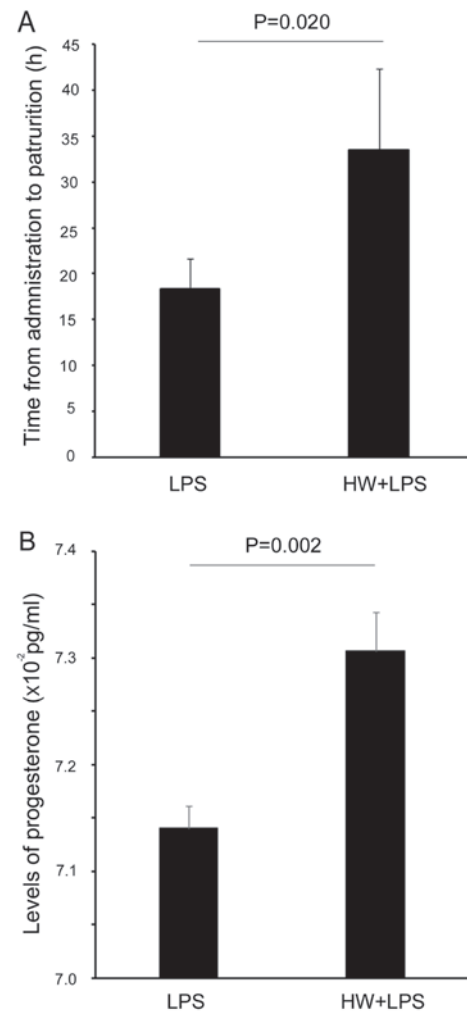 A
P=0.020
Time from admnistration to patrurition (h)
45
40
35
30
25
20
15
10
5
0
LPS
HW+LPS
B
P=0.002
Levels of progesterone (x10⁻²pg/ml)
7.4
7.3
7.2
7.1
7.0
LPS
HW+LPS